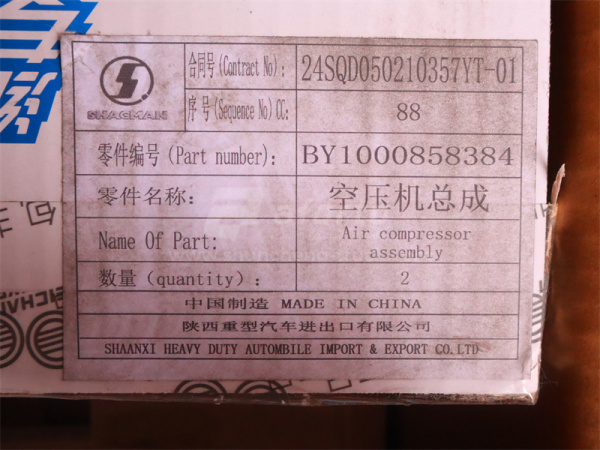 SHACMAN
合同号(Contract No): 24SQD050210357YT-01
序号(Sequence No)CC: 88
零件编号(Part number): BY1000858384
零件名称: 空压机总成
Name Of Part: Air compressor assembly
数量(quantity): 2
中国制造 MADE IN CHINA
陕西重型汽车进出口有限公司
SHAANXI HEAVY DUTY AUTOMBILE IMPORT & EXPORT CO.LTD